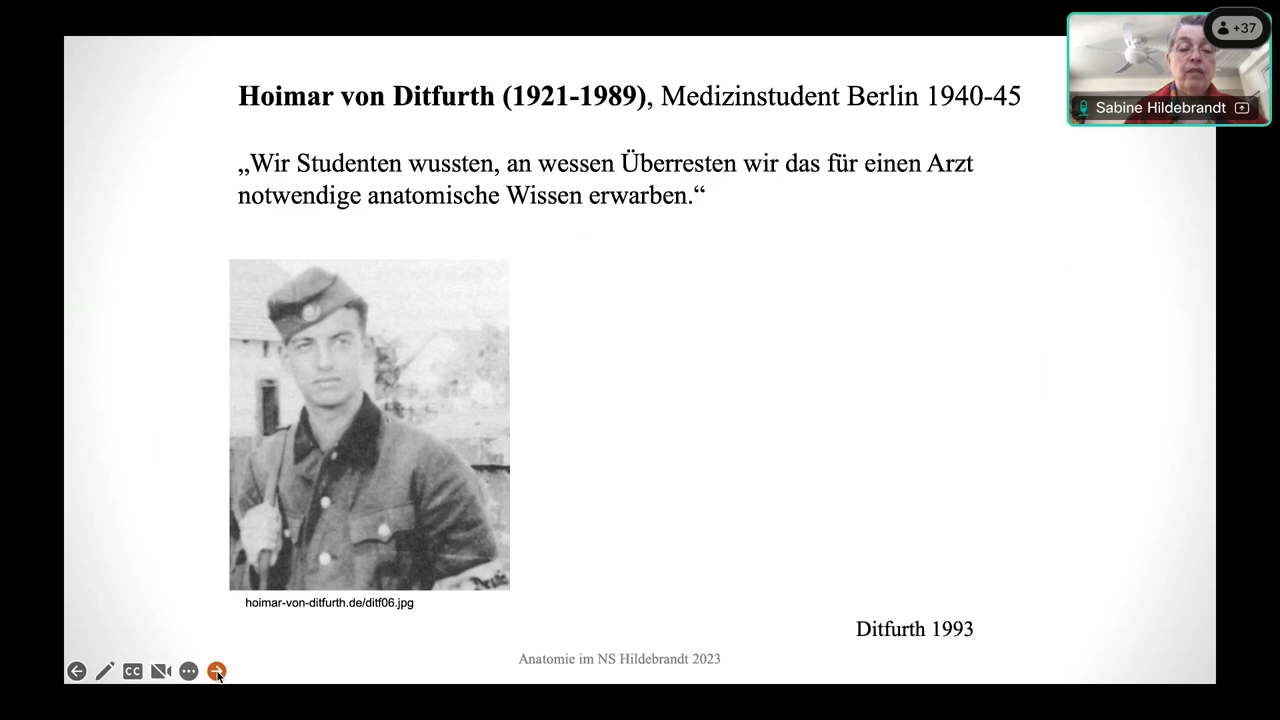 +37
Sabine Hildebrandt
Hoimar von Ditfurth (1921-1989), Medizinstudent Berlin 1940-45
„Wir Studenten wussten, an wessen Überresten wir das für einen Arzt
notwendige anatomische Wissen erwarben.“
hoimar-von-ditfurth.de/ditf06.jpg
Ditfurth 1993
Anatomie im NS Hildebrandt 2023
CC